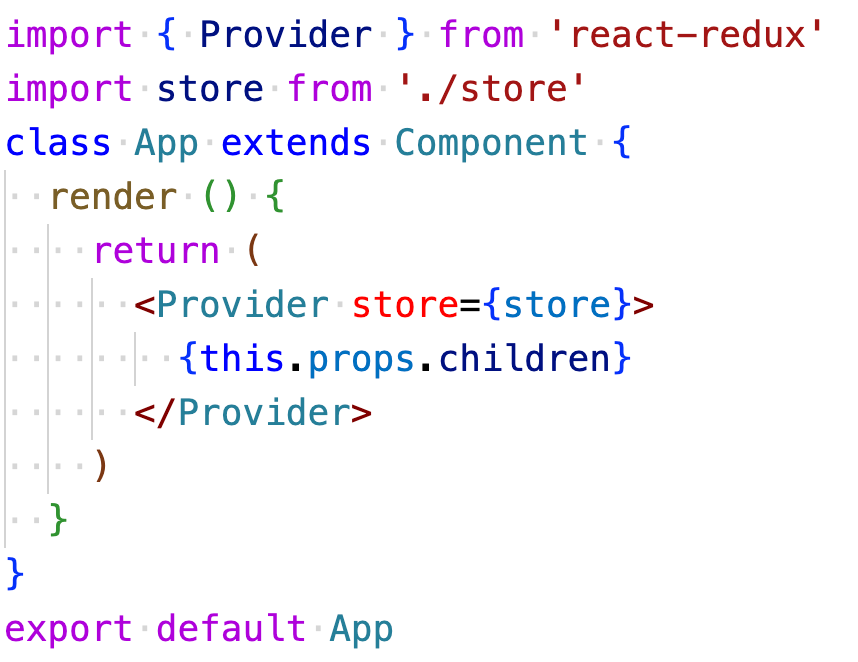 import { Provider } from 'react-redux'
import store from './store'
class App extends Component {
  render () {
    return (
      <Provider store={store}>
        {this.props.children}
      </Provider>
    )
  }
}
export default App